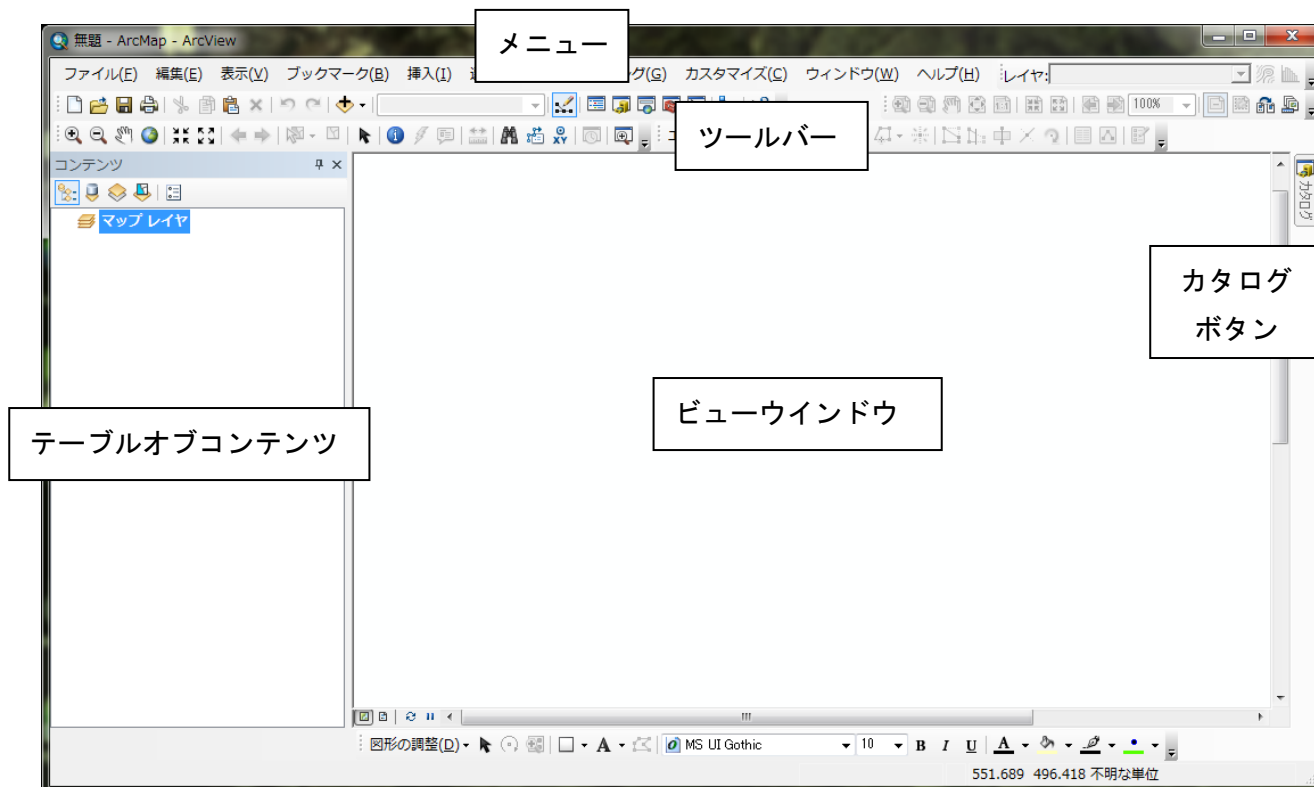 無題 - ArcMap - ArcView
メニュー
ファイル(F) 編集(E) 表示(V) ブックマーク(B) 挿入(I) グ(G) カスタマイズ(C) ウィンドウ(W) ヘルプ(H) レイヤ:
100%
ツールバー
コンテンツ
マップ レイヤ
カタログ
カタログ
ボタン
ビューウインドウ
テーブルオブコンテンツ
図形の調整(D) A MS UI Gothic 10 B I U A
551.689 496.418 不明な単位